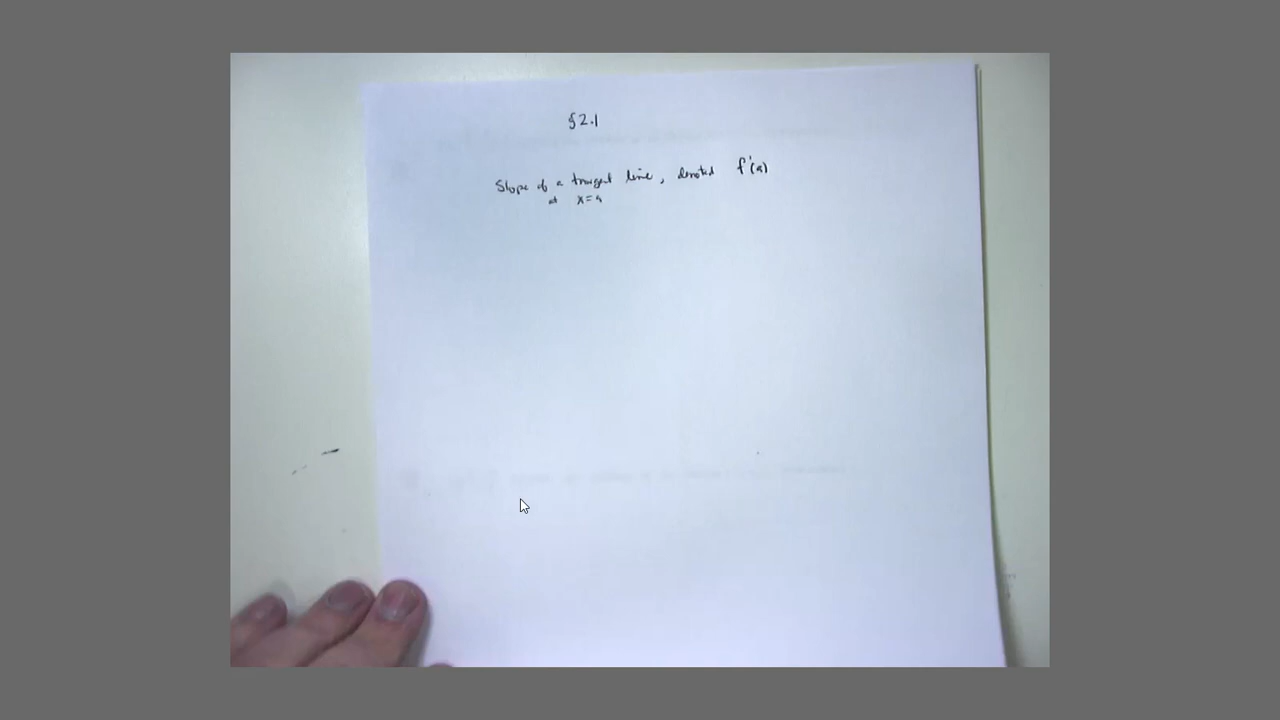 §2.1
Slope of a tangent line, denoted f'(a)
at x=a